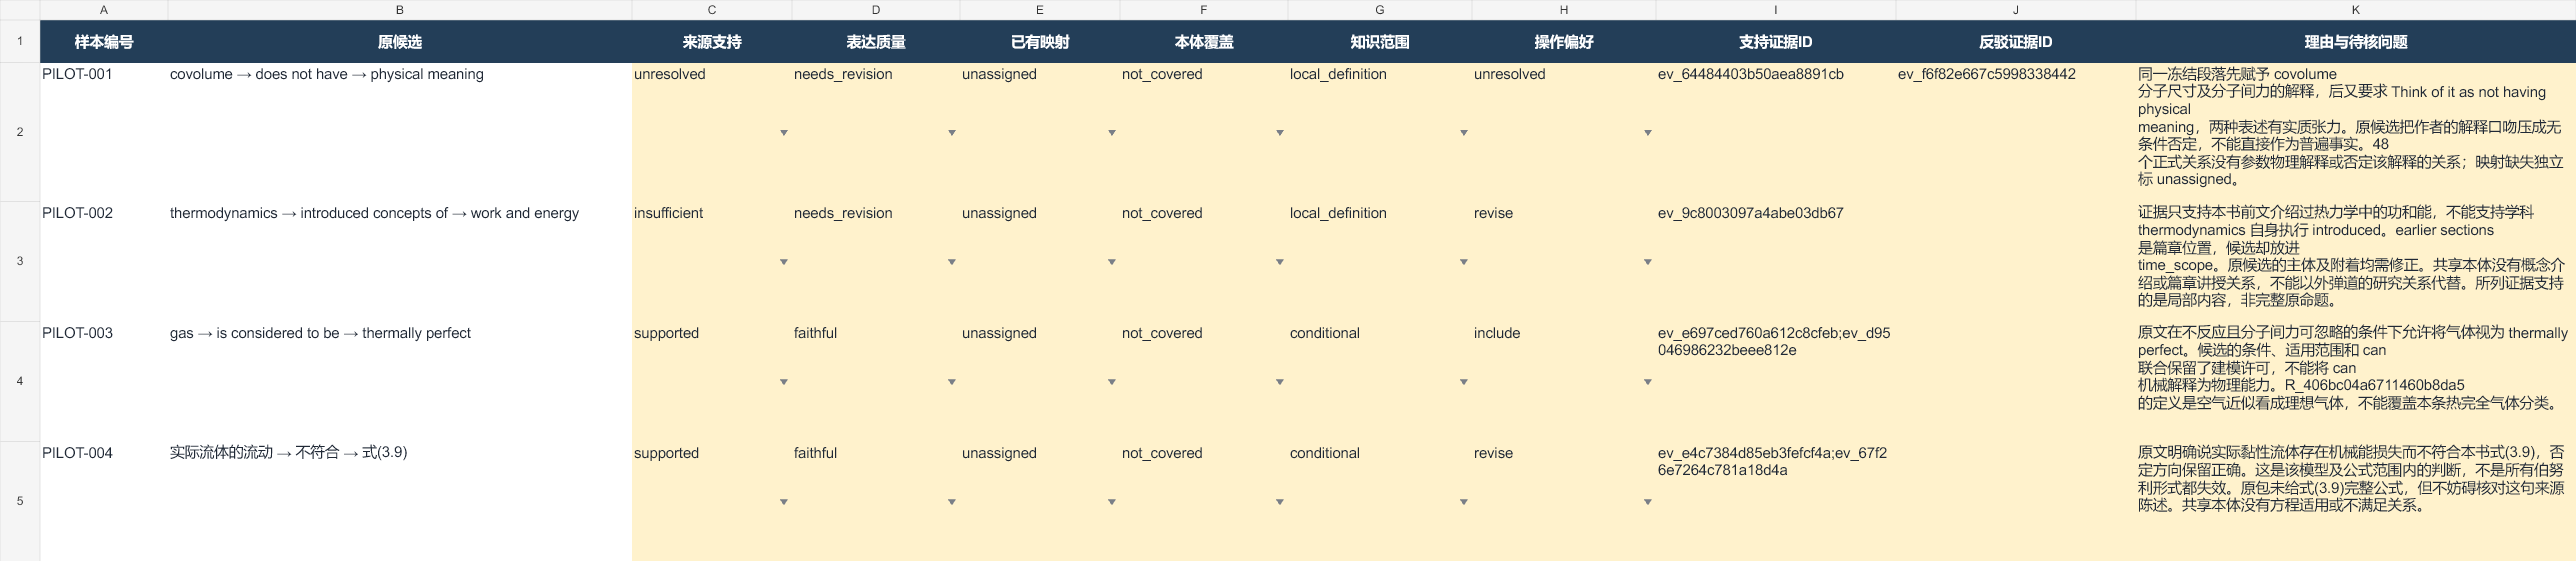 A B C D E F G H I J K
1 样本编号 原候选 来源支持 表达质量 已有映射 本体覆盖 知识范围 操作偏好 支持证据ID 反驳证据ID 理由与待核问题
2 PILOT-001 covolume → does not have → physical meaning unresolved needs_revision unassigned not_covered local_definition unresolved ev_64484403b50aea8891cb ev_f6f82e667c5998338442 同一冻结段落先赋予 covolume
分子尺寸及分子间力的解释，后又要求 Think of it as not having
physical
meaning，两种表述有实质张力。原候选把作者的解释口吻压成无
条件否定，不能直接作为普遍事实。48
个正式关系没有参数物理解释或否定该解释的关系；映射缺失独立
标 unassigned。
3 PILOT-002 thermodynamics → introduced concepts of → work and energy insufficient needs_revision unassigned not_covered local_definition revise ev_9c8003097a4abe03db67 证据只支持本书前文介绍过热力学中的功和能，不能支持学科
thermodynamics 自身执行 introduced。earlier sections
是篇章位置，候选却放进
time_scope。原候选的主体及附着均需修正。共享本体没有概念介
绍或篇章讲授关系，不能以外弹道的研究关系代替。所列证据支持
的是局部内容，非完整原命题。
4 PILOT-003 gas → is considered to be → thermally perfect supported faithful unassigned not_covered conditional include ev_e697ced760a612c8cfeb;ev_d95
046986232beee812e 原文在不反应且分子间力可忽略的条件下允许将气体视为 thermally
perfect。候选的条件、适用范围和 can
联合保留了建模许可，不能将 can
机械解释为物理能力。R_406bc04a6711460b8da5
的定义是空气近似看成理想气体，不能覆盖本条热完全气体分类。
5 PILOT-004 实际流体的流动 → 不符合 → 式(3.9) supported faithful unassigned not_covered conditional revise ev_e4c7384d85eb3fefcf4a;ev_67f2
6e7264c781a18d4a 原文明确说实际黏性流体存在机械能损失而不符合本书式(3.9)，否
定方向保留正确。这是该模型及公式范围内的判断，不是所有伯努
利形式都失效。原包未给式(3.9)完整公式，但不妨碍核对这句来源
陈述。共享本体没有方程适用或不满足关系。